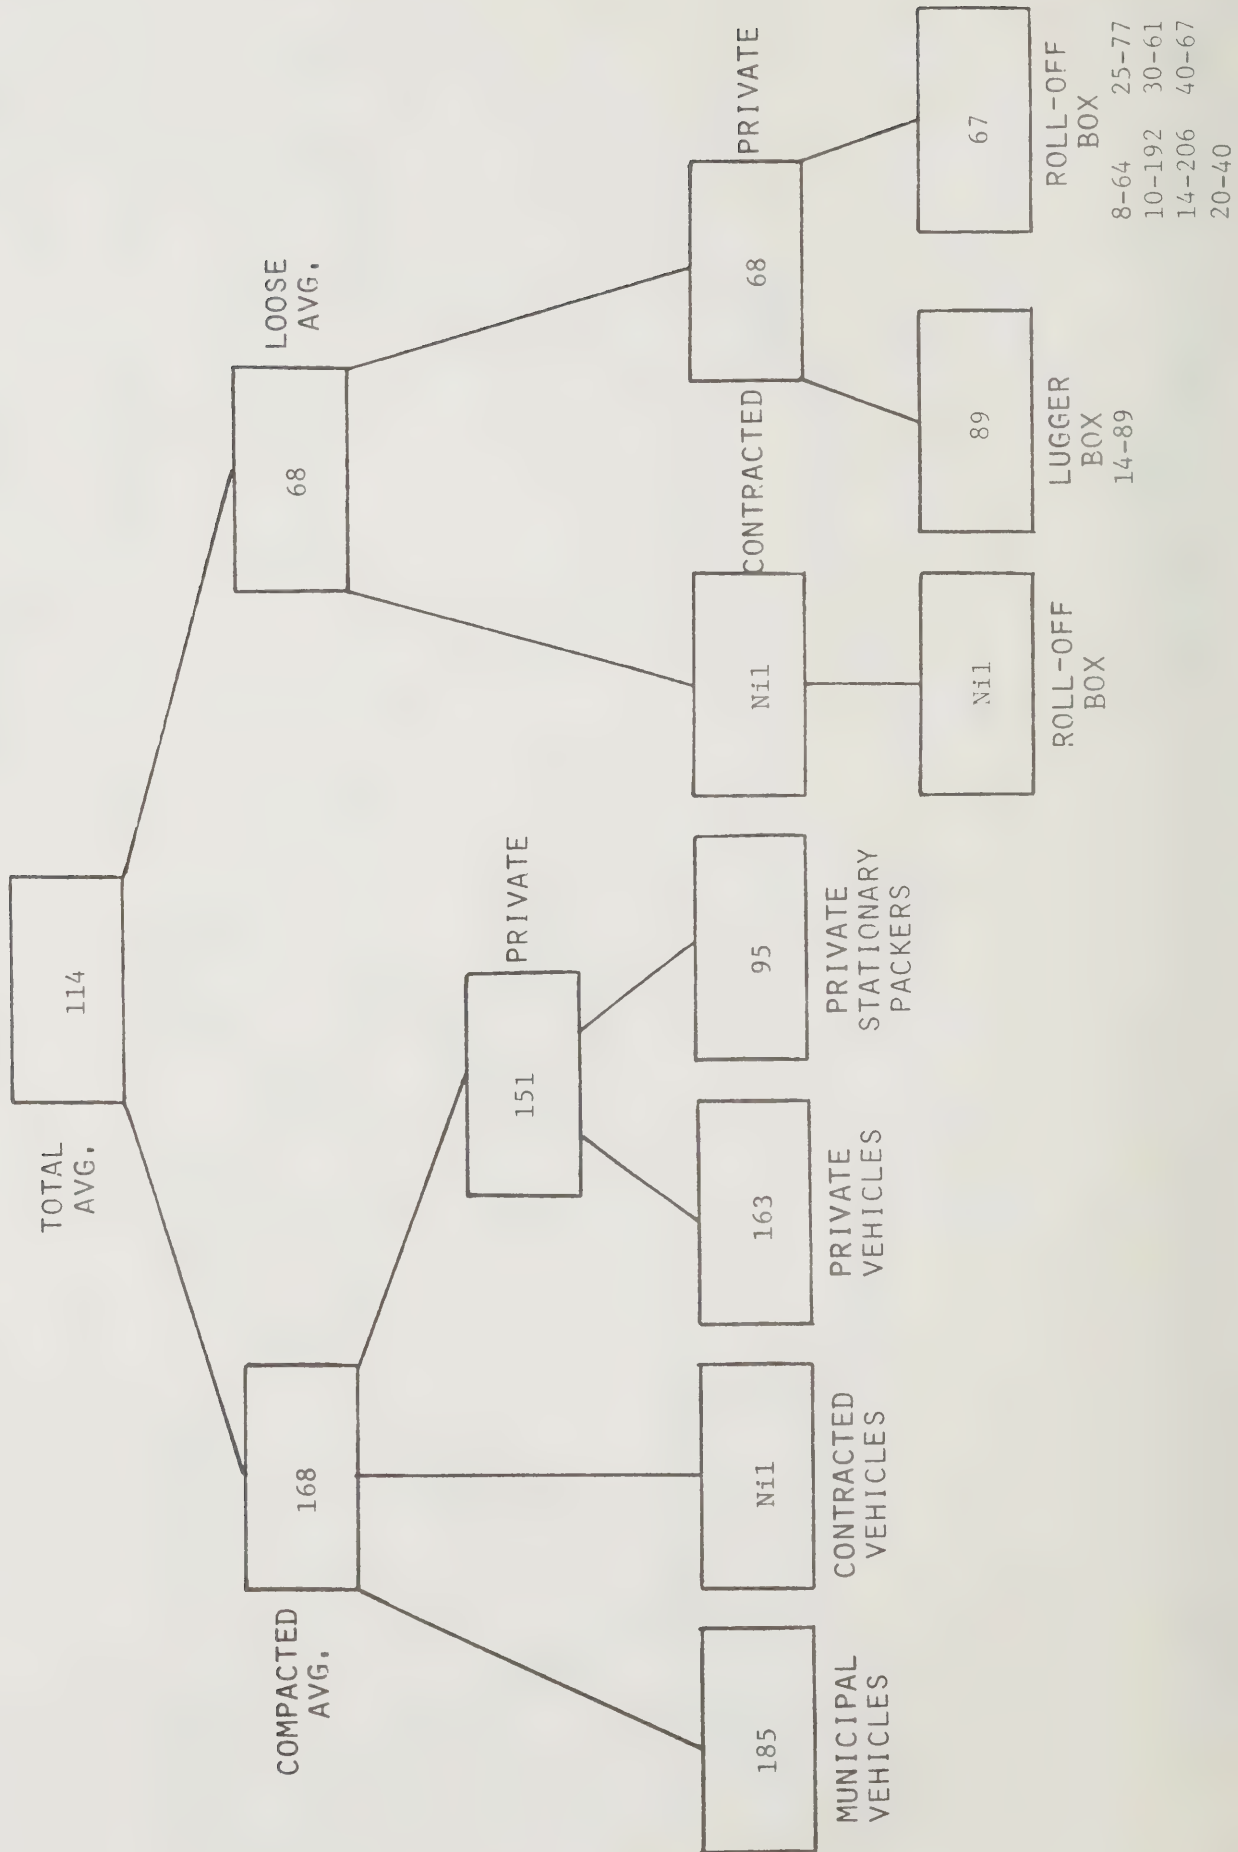 TOTAL
AVG.
114
COMPACTED
AVG.
168
LOOSE
AVG.
68
151
PRIVATE
185
MUNICIPAL
VEHICLES
Nil
CONTRACTED
VEHICLES
163
PRIVATE
VEHICLES
95
PRIVATE
STATIONARY
PACKERS
Nil
CONTRACTED
68
PRIVATE
Nil
ROLL-OFF
BOX
89
LUGGER
BOX
14-89
67
ROLL-OFF
BOX
8-64 25-77
10-192 30-61
14-206 40-67
20-40